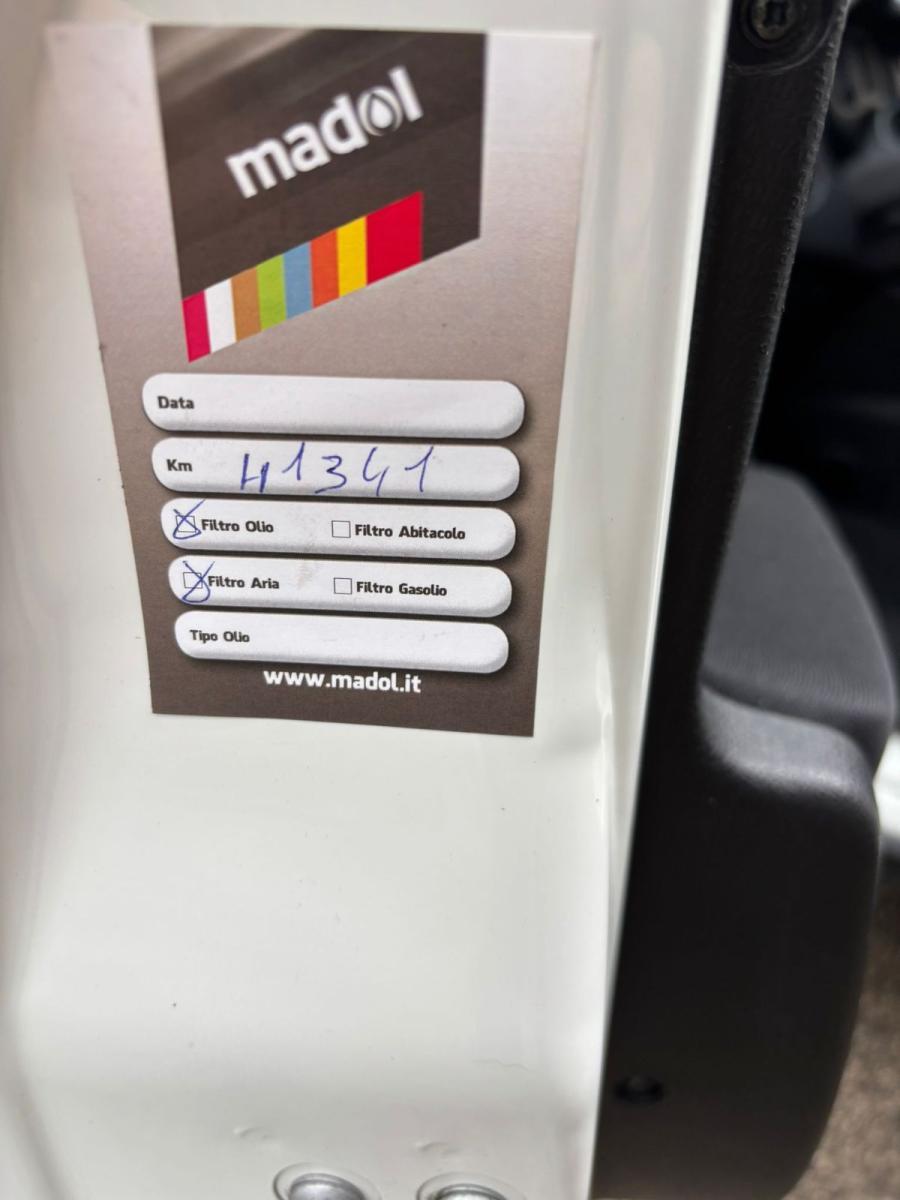 madol
Data
Km 41341
Filtro Olio Filtro Abitacolo
Filtro Aria Filtro Gasolio
Tipo Olio
www.madol.it